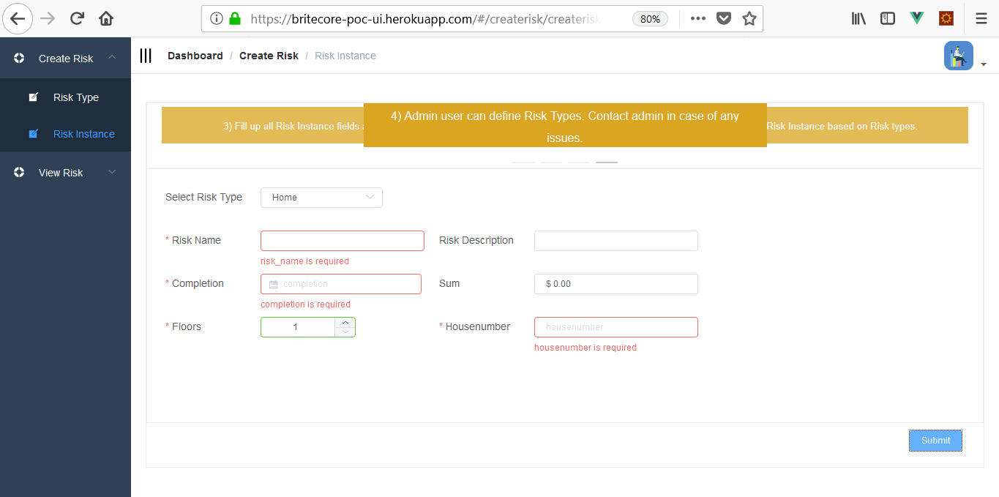 https://britecore-poc-ui.herokuapp.com/#/createrisk/createrisk
80%
Create Risk
Risk Type
Risk Instance
View Risk
Dashboard / Create Risk / Risk Instance
3) Fill up all Risk Instance fields
4) Admin user can define Risk Types. Contact admin in case of any
issues.
Risk Instance based on Risk types.
Select Risk Type
Home
* Risk Name
risk_name is required
Risk Description
* Completion
completion
completion is required
Sum
$ 0.00
* Floors
1
* Housenumber
housenumber
housenumber is required
Submit